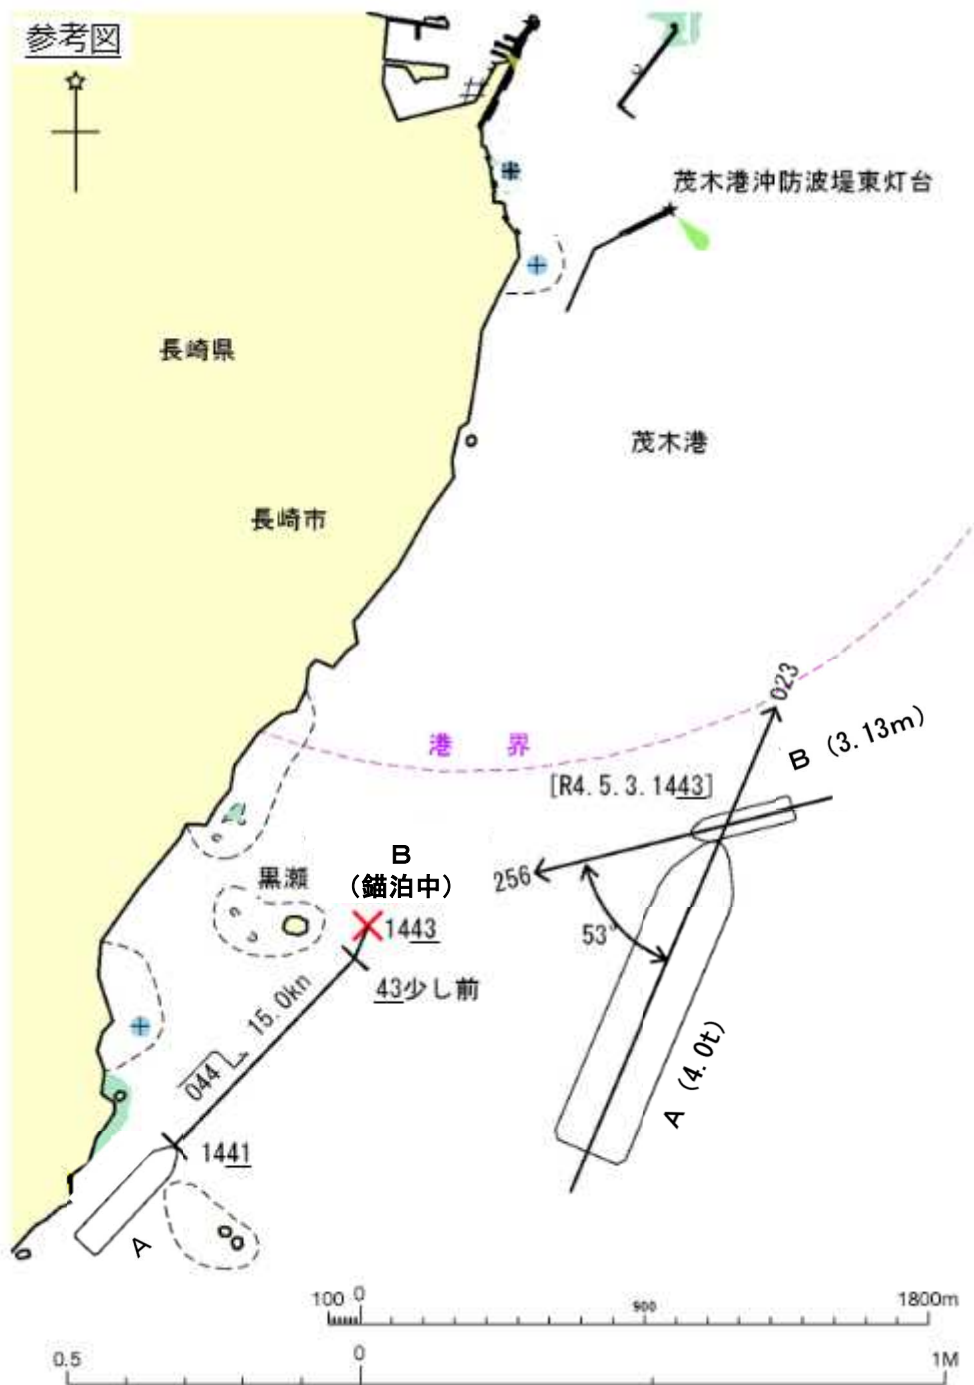 参考図
茂木港沖防波堤東灯台
長崎県
茂木港
長崎市
023
港界
B (3.13m)
[R4.5.3.1443]
B
(錨泊中)
黒瀬
256
1443
53°
43少し前
15.0kn
044
A (4.0t)
1441
A
100 0 900 1800m
0.5 0 1M